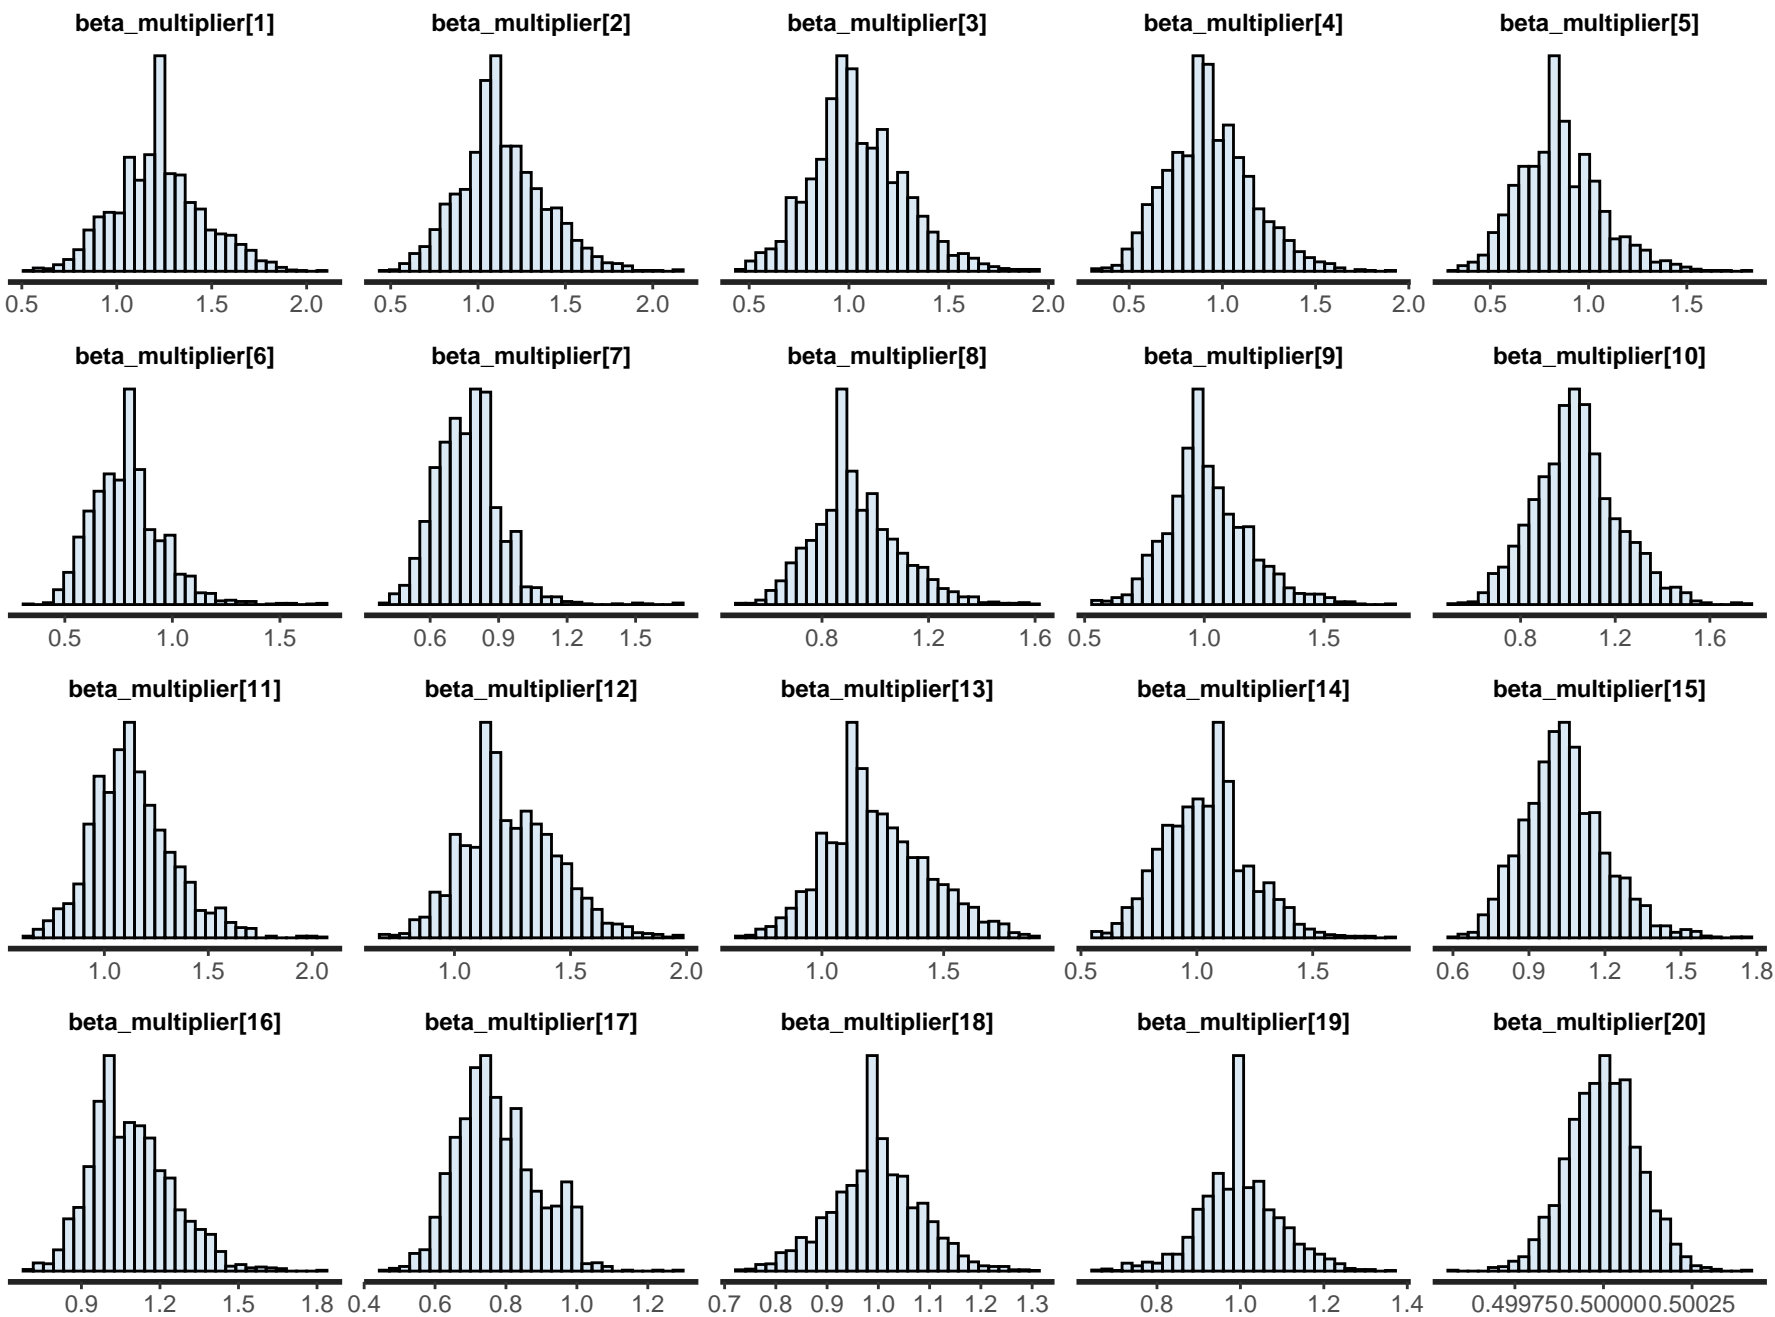 beta_multiplier[1] beta_multiplier[2] beta_multiplier[3] beta_multiplier[4] beta_multiplier[5]
0.5 1.0 1.5 2.0 0.5 1.0 1.5 2.0 0.5 1.0 1.5 2.0 0.5 1.0 1.5 2.0 0.5 1.0 1.5
beta_multiplier[6] beta_multiplier[7] beta_multiplier[8] beta_multiplier[9] beta_multiplier[10]
0.5 1.0 1.5 0.6 0.9 1.2 1.5 0.8 1.2 1.6 0.5 1.0 1.5 0.8 1.2 1.6
beta_multiplier[11] beta_multiplier[12] beta_multiplier[13] beta_multiplier[14] beta_multiplier[15]
1.0 1.5 2.0 1.0 1.5 2.0 1.0 1.5 0.5 1.0 1.5 0.6 0.9 1.2 1.5 1.8
beta_multiplier[16] beta_multiplier[17] beta_multiplier[18] beta_multiplier[19] beta_multiplier[20]
0.9 1.2 1.5 1.8 0.4 0.6 0.8 1.0 1.2 0.7 0.8 0.9 1.0 1.1 1.2 1.3 0.8 1.0 1.2 1.4 0.49975 0.50000 0.50025